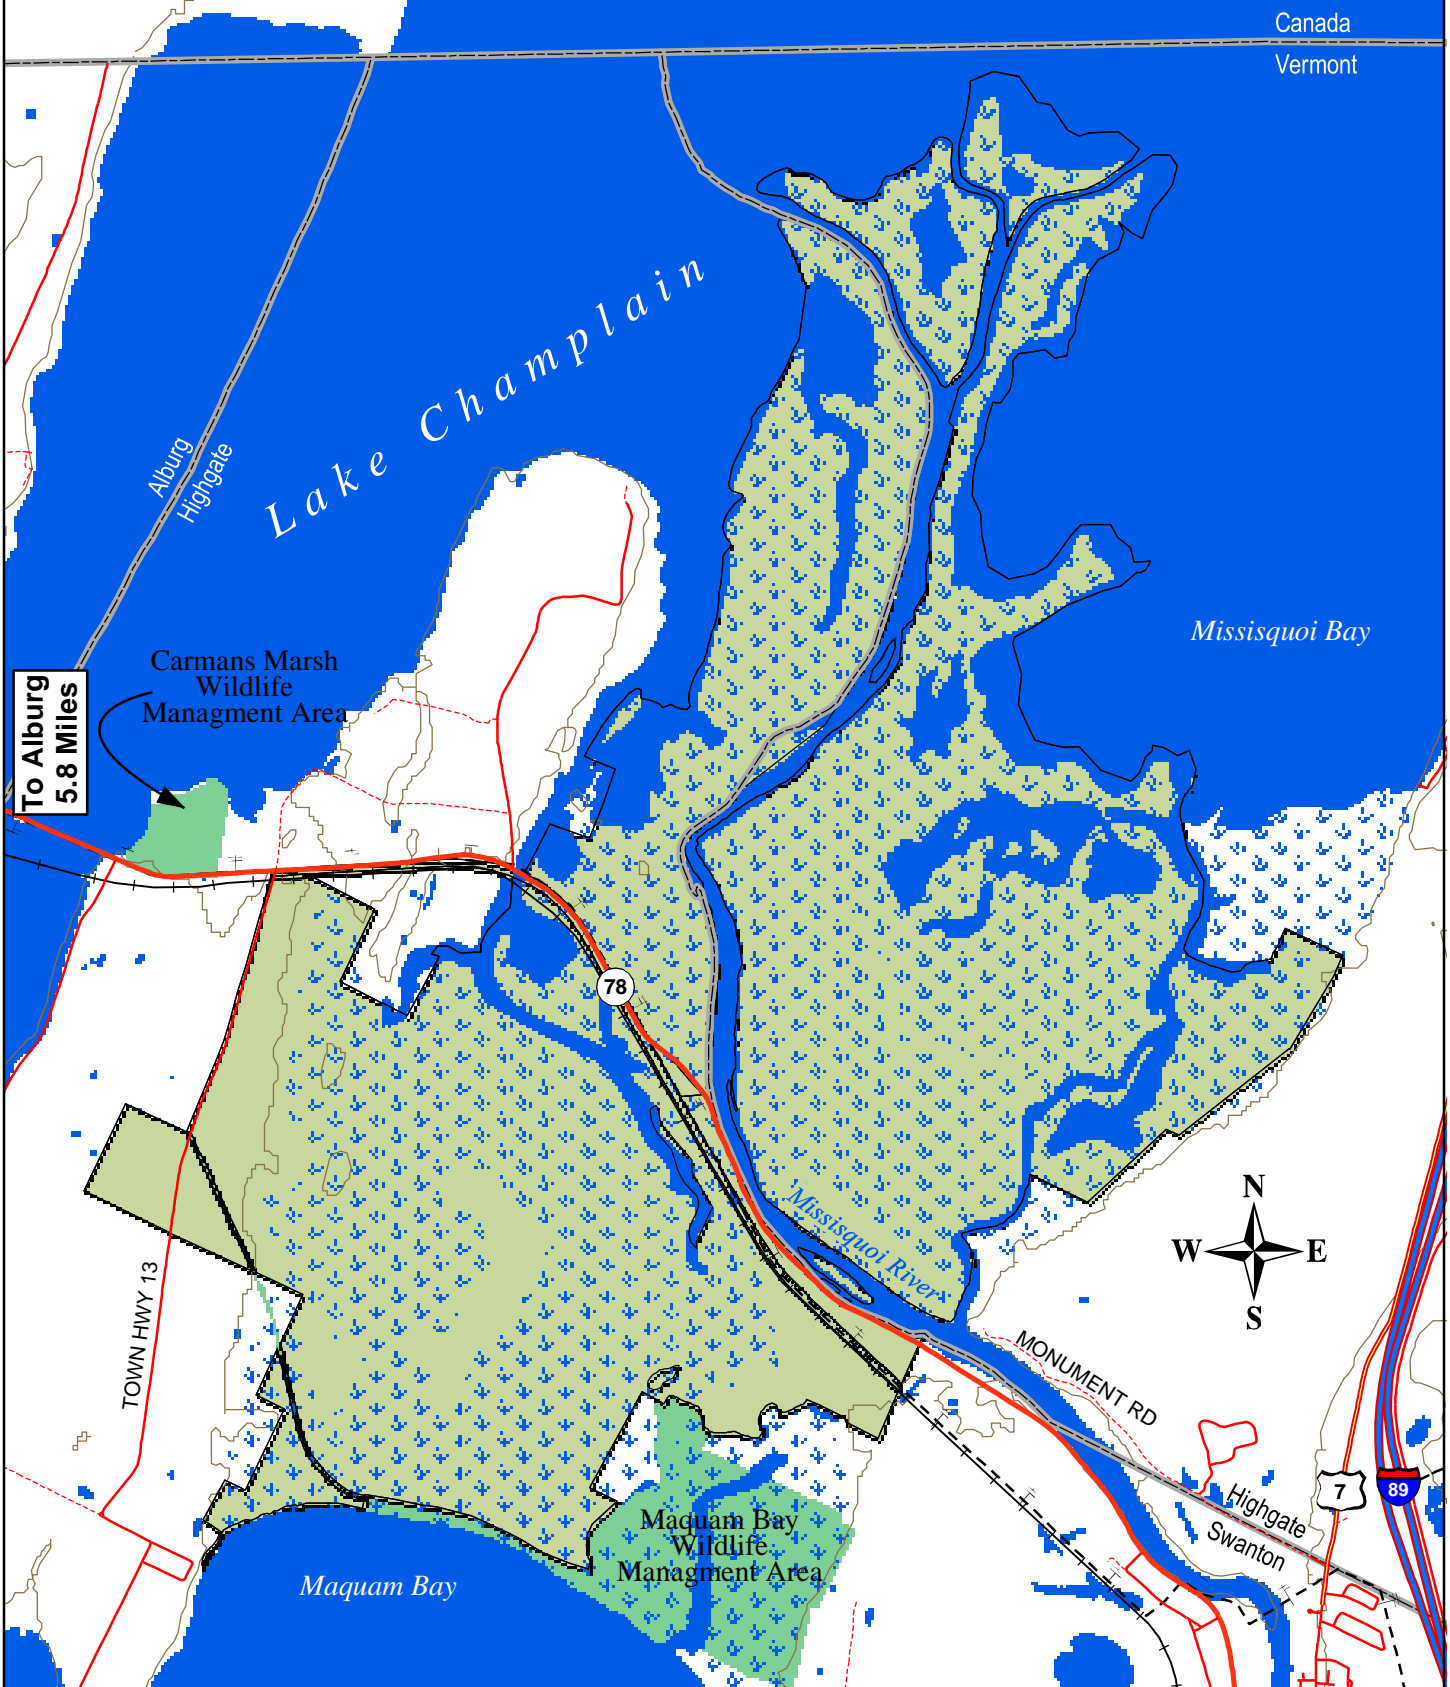 Canada
Vermont
Lake Champlain
Alburg
Highgate
Missisquoi Bay
Carmans Marsh
Wildlife
Managment Area
To Alburg
5.8 Miles
78
Missisquoi River
N
W E
S
TOWN HWY 13
MONUMENT RD
Highgate
Swanton
7
89
Maquam Bay
Wildlife
Managment Area
Maquam Bay